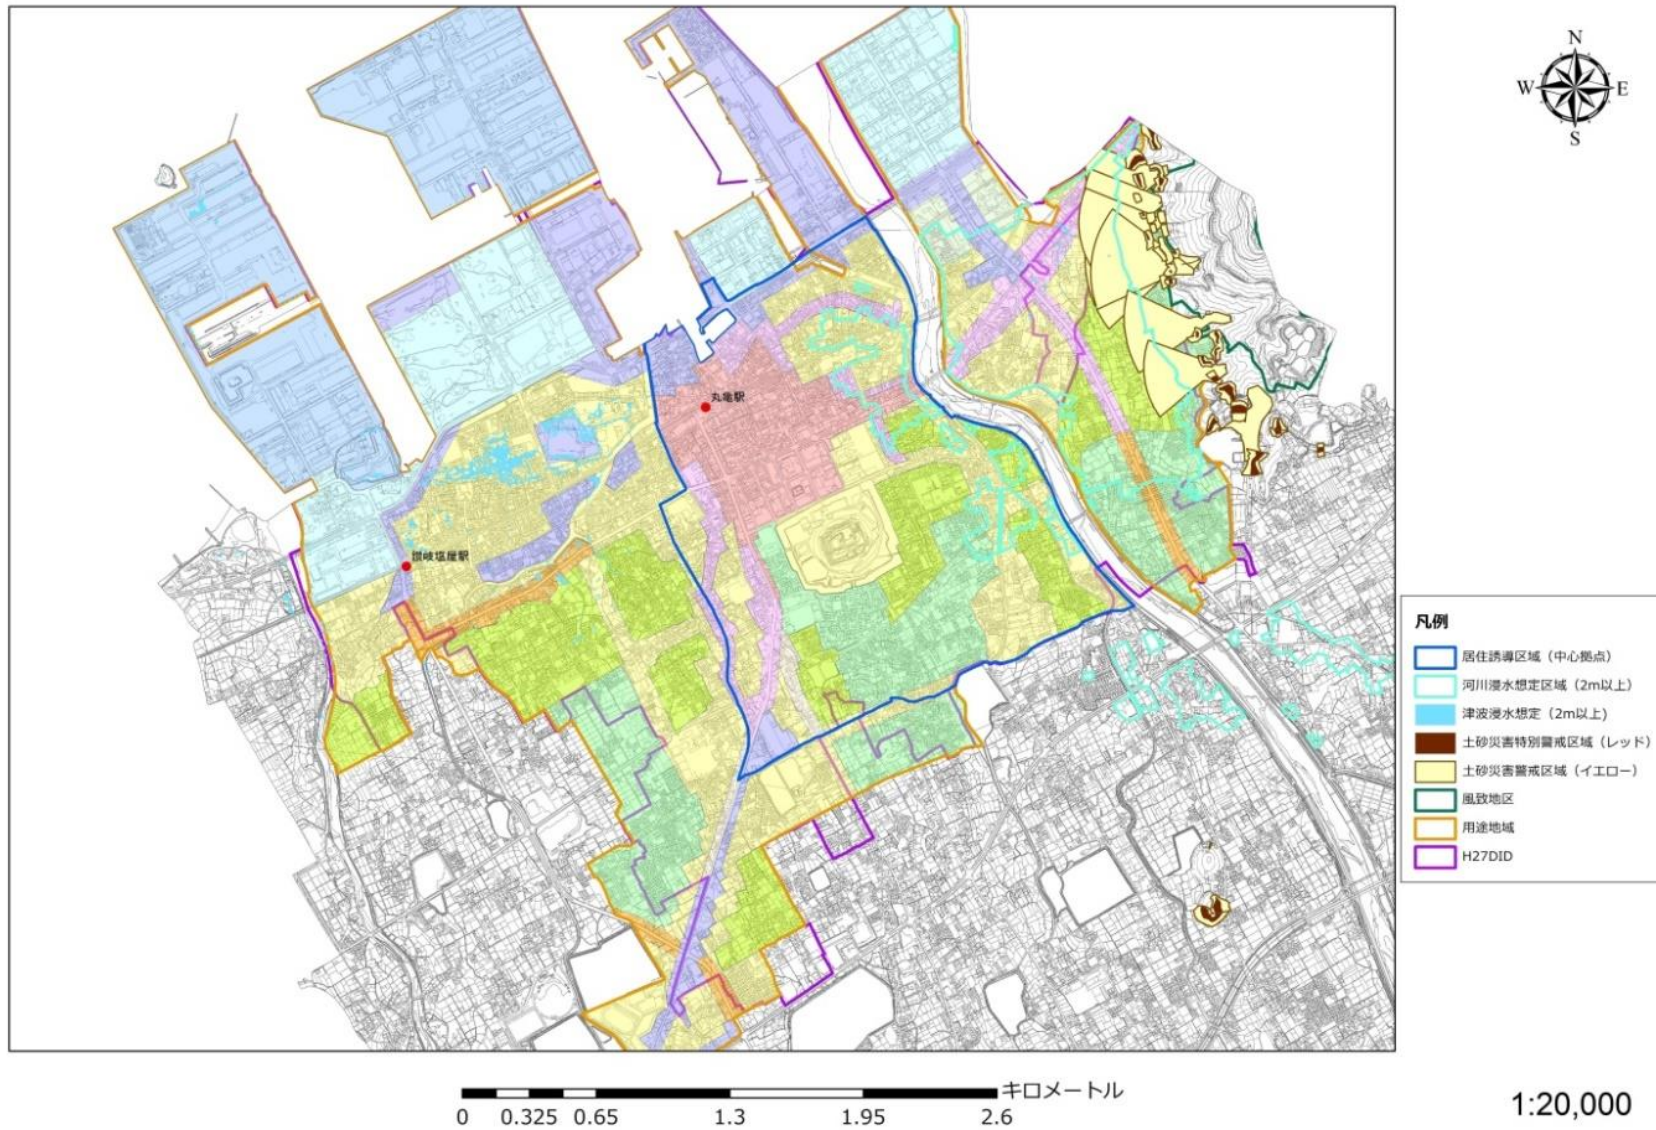 N
W E
S
丸亀駅
讃岐塩屋駅
凡例
居住誘導区域（中心拠点）
河川浸水想定区域（2m以上）
津波浸水想定（2m以上)
土砂災害特別警戒区域（レッド）
土砂災害警戒区域（イエロー）
風致地区
用途地域
H27DID
キロメートル
0 0.325 0.65 1.3 1.95 2.6
1:20,000